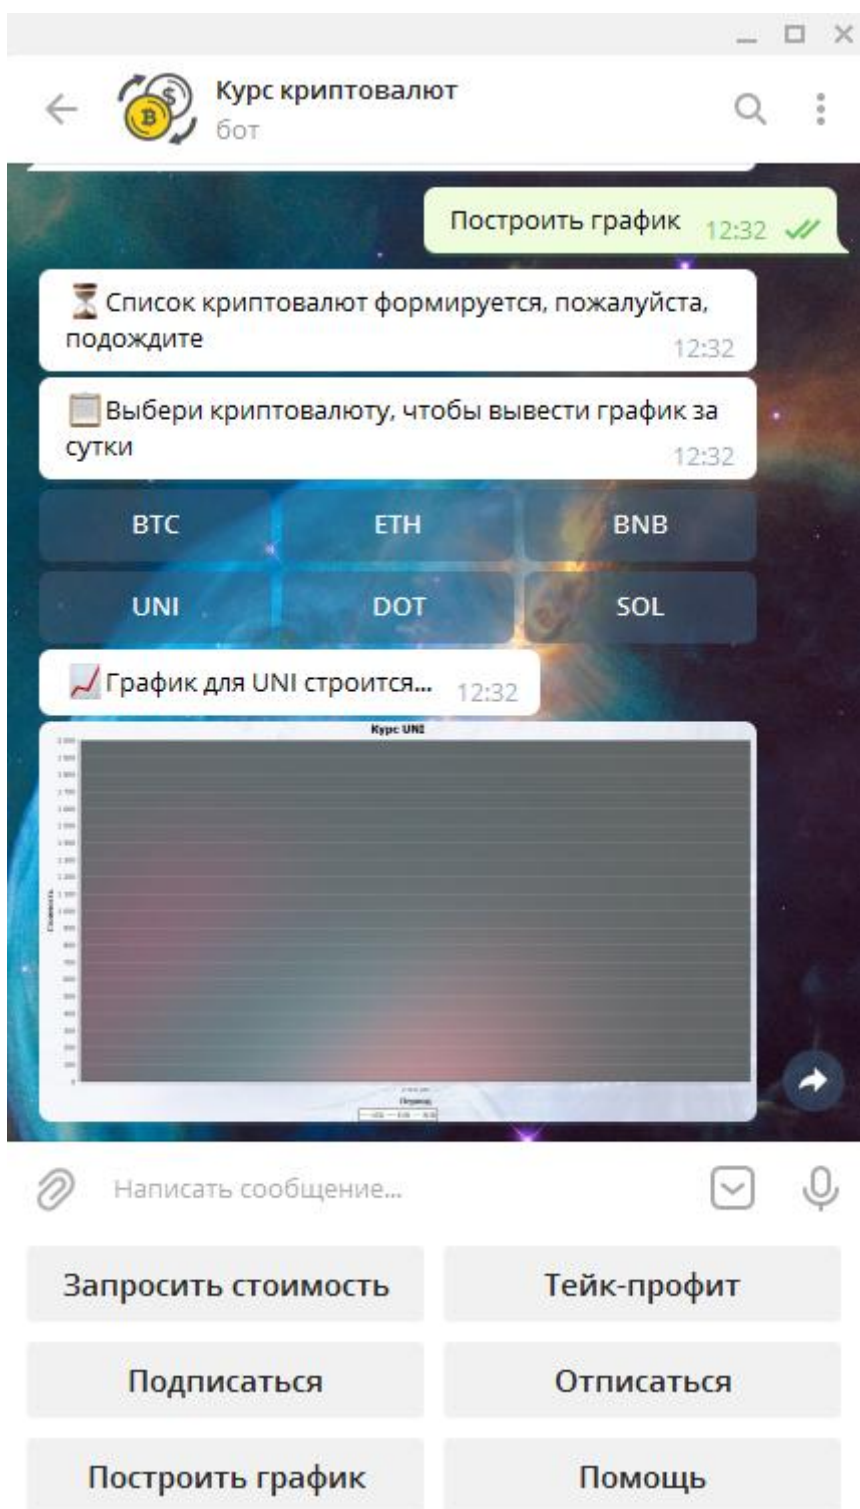 Курс криптовалют
бот
Построить график 12:32
Список криптовалют формируется, пожалуйста,
подождите 12:32
Выбери криптовалюту, чтобы вывести график за
сутки 12:32
BTC ETH BNB
UNI DOT SOL
График для UNI строится... 12:32
Курс UNI
Стоимость
Период
Написать сообщение...
Запросить стоимость Тейк-профит
Подписаться Отписаться
Построить график Помощь